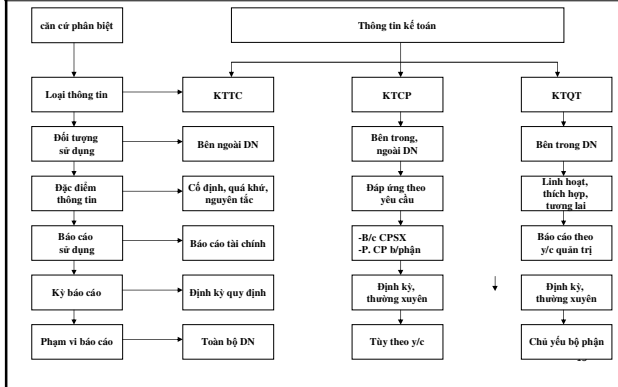 căn cứ phân biệt
Thông tin kế toán
Loại thông tin
KTTC
KTCP
KTQT
Đối tượng
sử dụng
Bên ngoài DN
Bên trong,
ngoài DN
Bên trong DN
Đặc điểm
thông tin
Cố định, quá khứ,
nguyên tắc
Đáp ứng theo
yêu cầu
Linh hoạt,
thích hợp,
tương lai
Báo cáo
sử dụng
Báo cáo tài chính
-B/c CPSX
-P. CP b/phận
Báo cáo theo
y/c quản trị
Kỳ báo cáo
Định kỳ quy định
Định kỳ,
thường xuyên
Định kỳ,
thường xuyên
Phạm vi báo cáo
Toàn bộ DN
Tùy theo y/c
Chủ yếu bộ phận